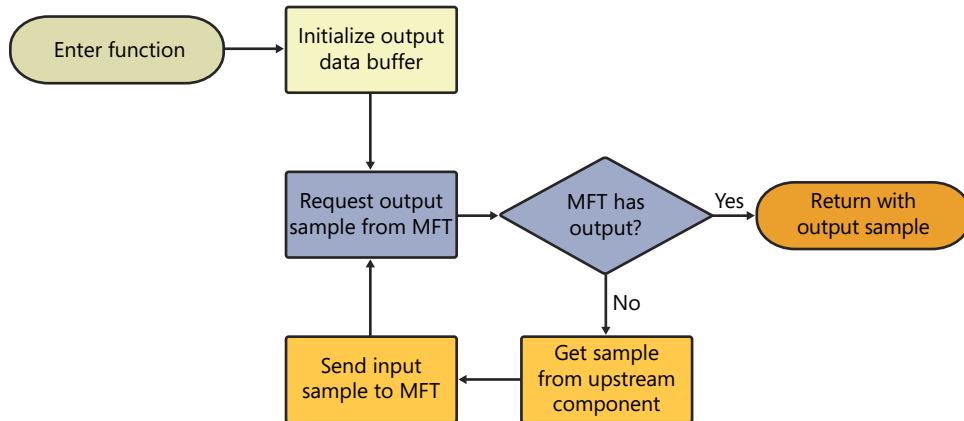 Enter function
Initialize output
data buffer
Request output
sample from MFT
MFT has
output?
Yes
Return with
output sample
No
Get sample
from upstream
component
Send input
sample to MFT